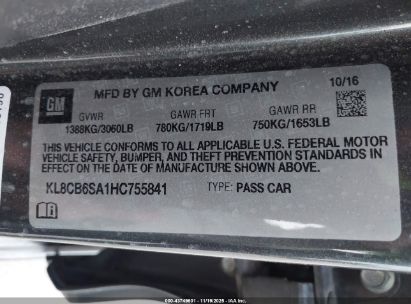 MFD BY GM KOREA COMPANY 10/16
GM
GVWR GAWR FRT GAWR RR
1388KG/3060LB 780KG/1719LB 750KG/1653LB
THIS VEHICLE CONFORMS TO ALL APPLICABLE U.S. FEDERAL MOTOR
VEHICLE SAFETY, BUMPER, AND THEFT PREVENTION STANDARDS IN
EFFECT ON THE DATE OF MANUFACTURE SHOWN ABOVE.
KL8CB6SA1HC755841 TYPE: PASS CAR